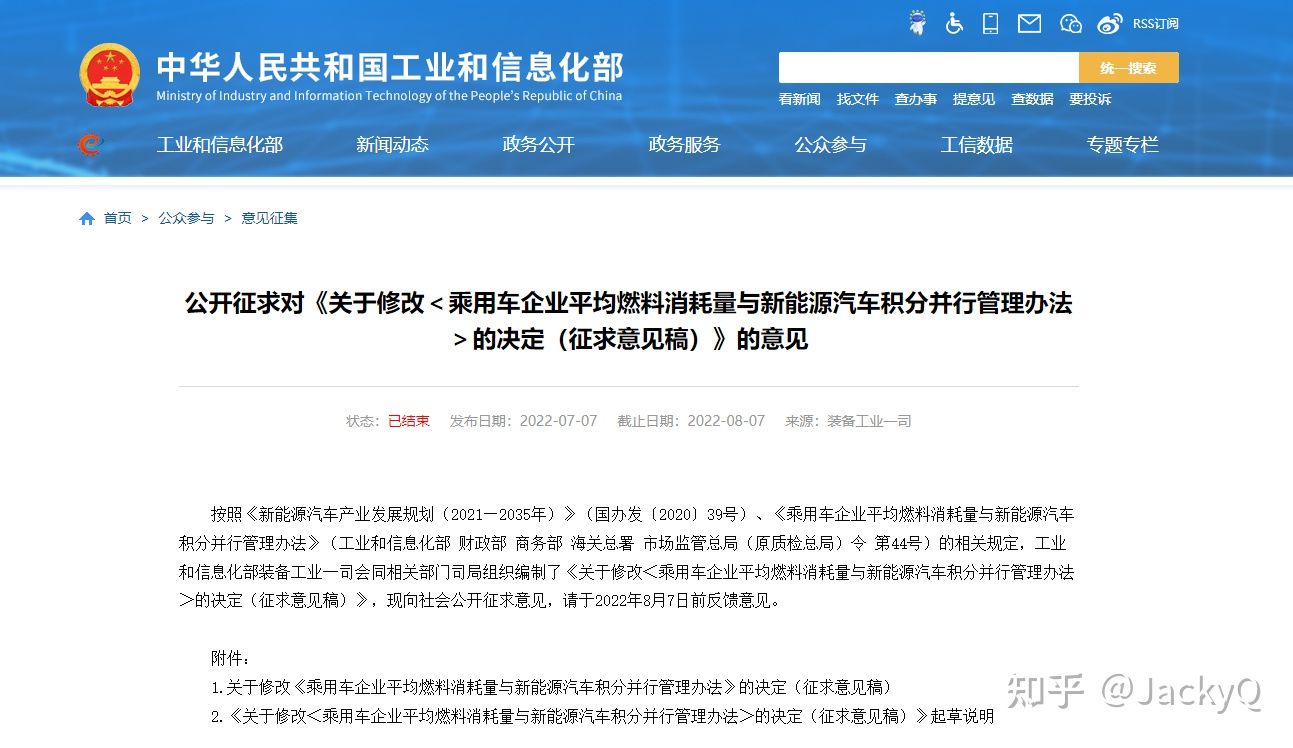 RSS订阅
中华人民共和国工业和信息化部
Ministry of Industry and Information Technology of the People's Republic of China
统一搜索
看新闻 找文件 查办事 提意见 查数据 要投诉
工业和信息化部 新闻动态 政务公开 政务服务 公众参与 工信数据 专题专栏
首页 > 公众参与 > 意见征集
公开征求对《关于修改＜乘用车企业平均燃料消耗量与新能源汽车积分并行管理办法
＞的决定（征求意见稿）》的意见
状态：已结束 发布日期：2022-07-07 截止日期：2022-08-07 来源：装备工业一司
按照《新能源汽车产业发展规划（2021—2035年）》（国办发〔2020〕39号）、《乘用车企业平均燃料消耗量与新能源汽车
积分并行管理办法》（工业和信息化部 财政部 商务部 海关总署 市场监管总局（原质检总局）令 第44号）的相关规定，工业
和信息化部装备工业一司会同相关部门司局组织编制了《关于修改＜乘用车企业平均燃料消耗量与新能源汽车积分并行管理办法
＞的决定（征求意见稿）》，现向社会公开征求意见，请于2022年8月7日前反馈意见。
附件：
1.关于修改《乘用车企业平均燃料消耗量与新能源汽车积分并行管理办法》的决定（征求意见稿）
2.《关于修改＜乘用车企业平均燃料消耗量与新能源汽车积分并行管理办法＞的决定（征求意见稿）》起草说明
知乎 @JackyQ